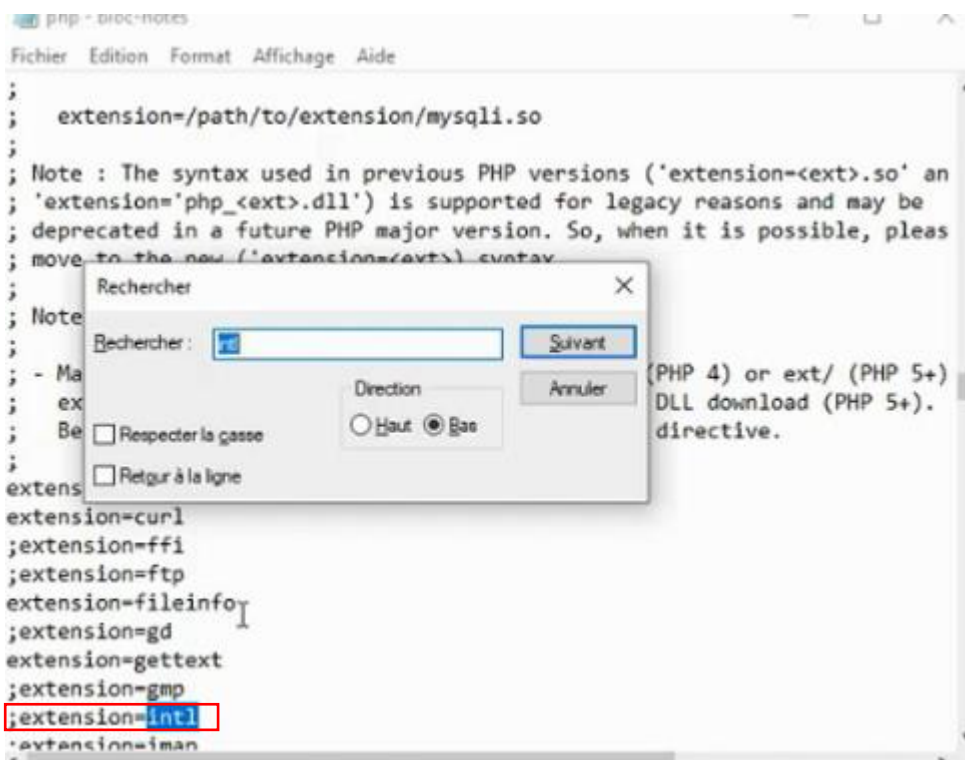 php - Bloc-notes
Fichier Edition Format Affichage Aide
;
; extension=/path/to/extension/mysqli.so
;
; Note : The syntax used in previous PHP versions ('extension=<ext>.so' an
; 'extension='php_<ext>.dll') is supported for legacy reasons and may be
; deprecated in a future PHP major version. So, when it is possible, pleas
; move to the new ('extension=<ext>) syntax.
;
; Note
;
; - Ma (PHP 4) or ext/ (PHP 5+)
; ex DLL download (PHP 5+).
; Be directive.
;
Rechercher
Rechercher : intl
Suivant
Direction
Annuler
Haut Bas
Respecter la casse
Retour à la ligne
extens
extension=curl
;extension=ffi
;extension=ftp
extension=fileinfo
;extension=gd
extension=gettext
;extension=gmp
;extension=intl
;extension=imap